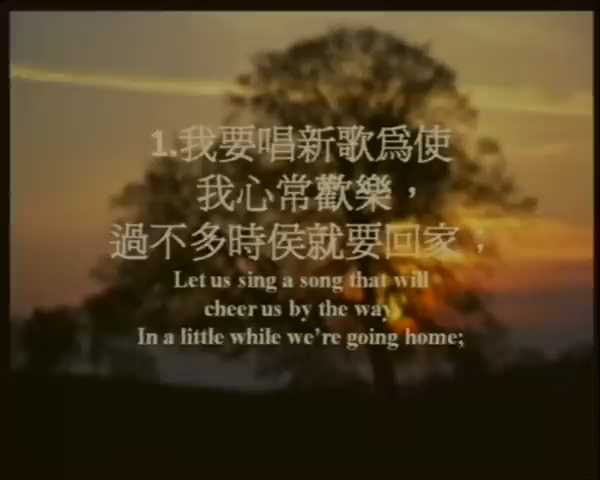 1.我要唱新歌為使
我心常歡樂，
過不多時侯就要回家；
Let us sing a song that will
cheer us by the way
In a little while we’re going home;